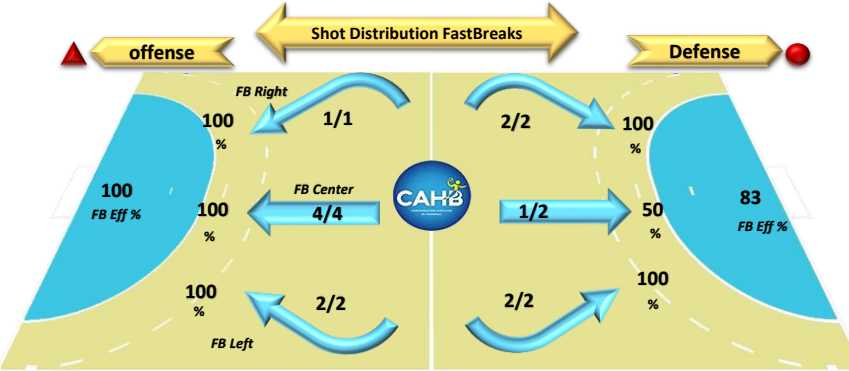 Shot Distribution FastBreaks
offense
Defense
FB Right
100
%
1/1
2/2
100
%
100
FB Eff %
FB Center
100
%
4/4
CAHB
1/2
50
%
83
FB Eff %
100
%
2/2
2/2
100
%
FB Left